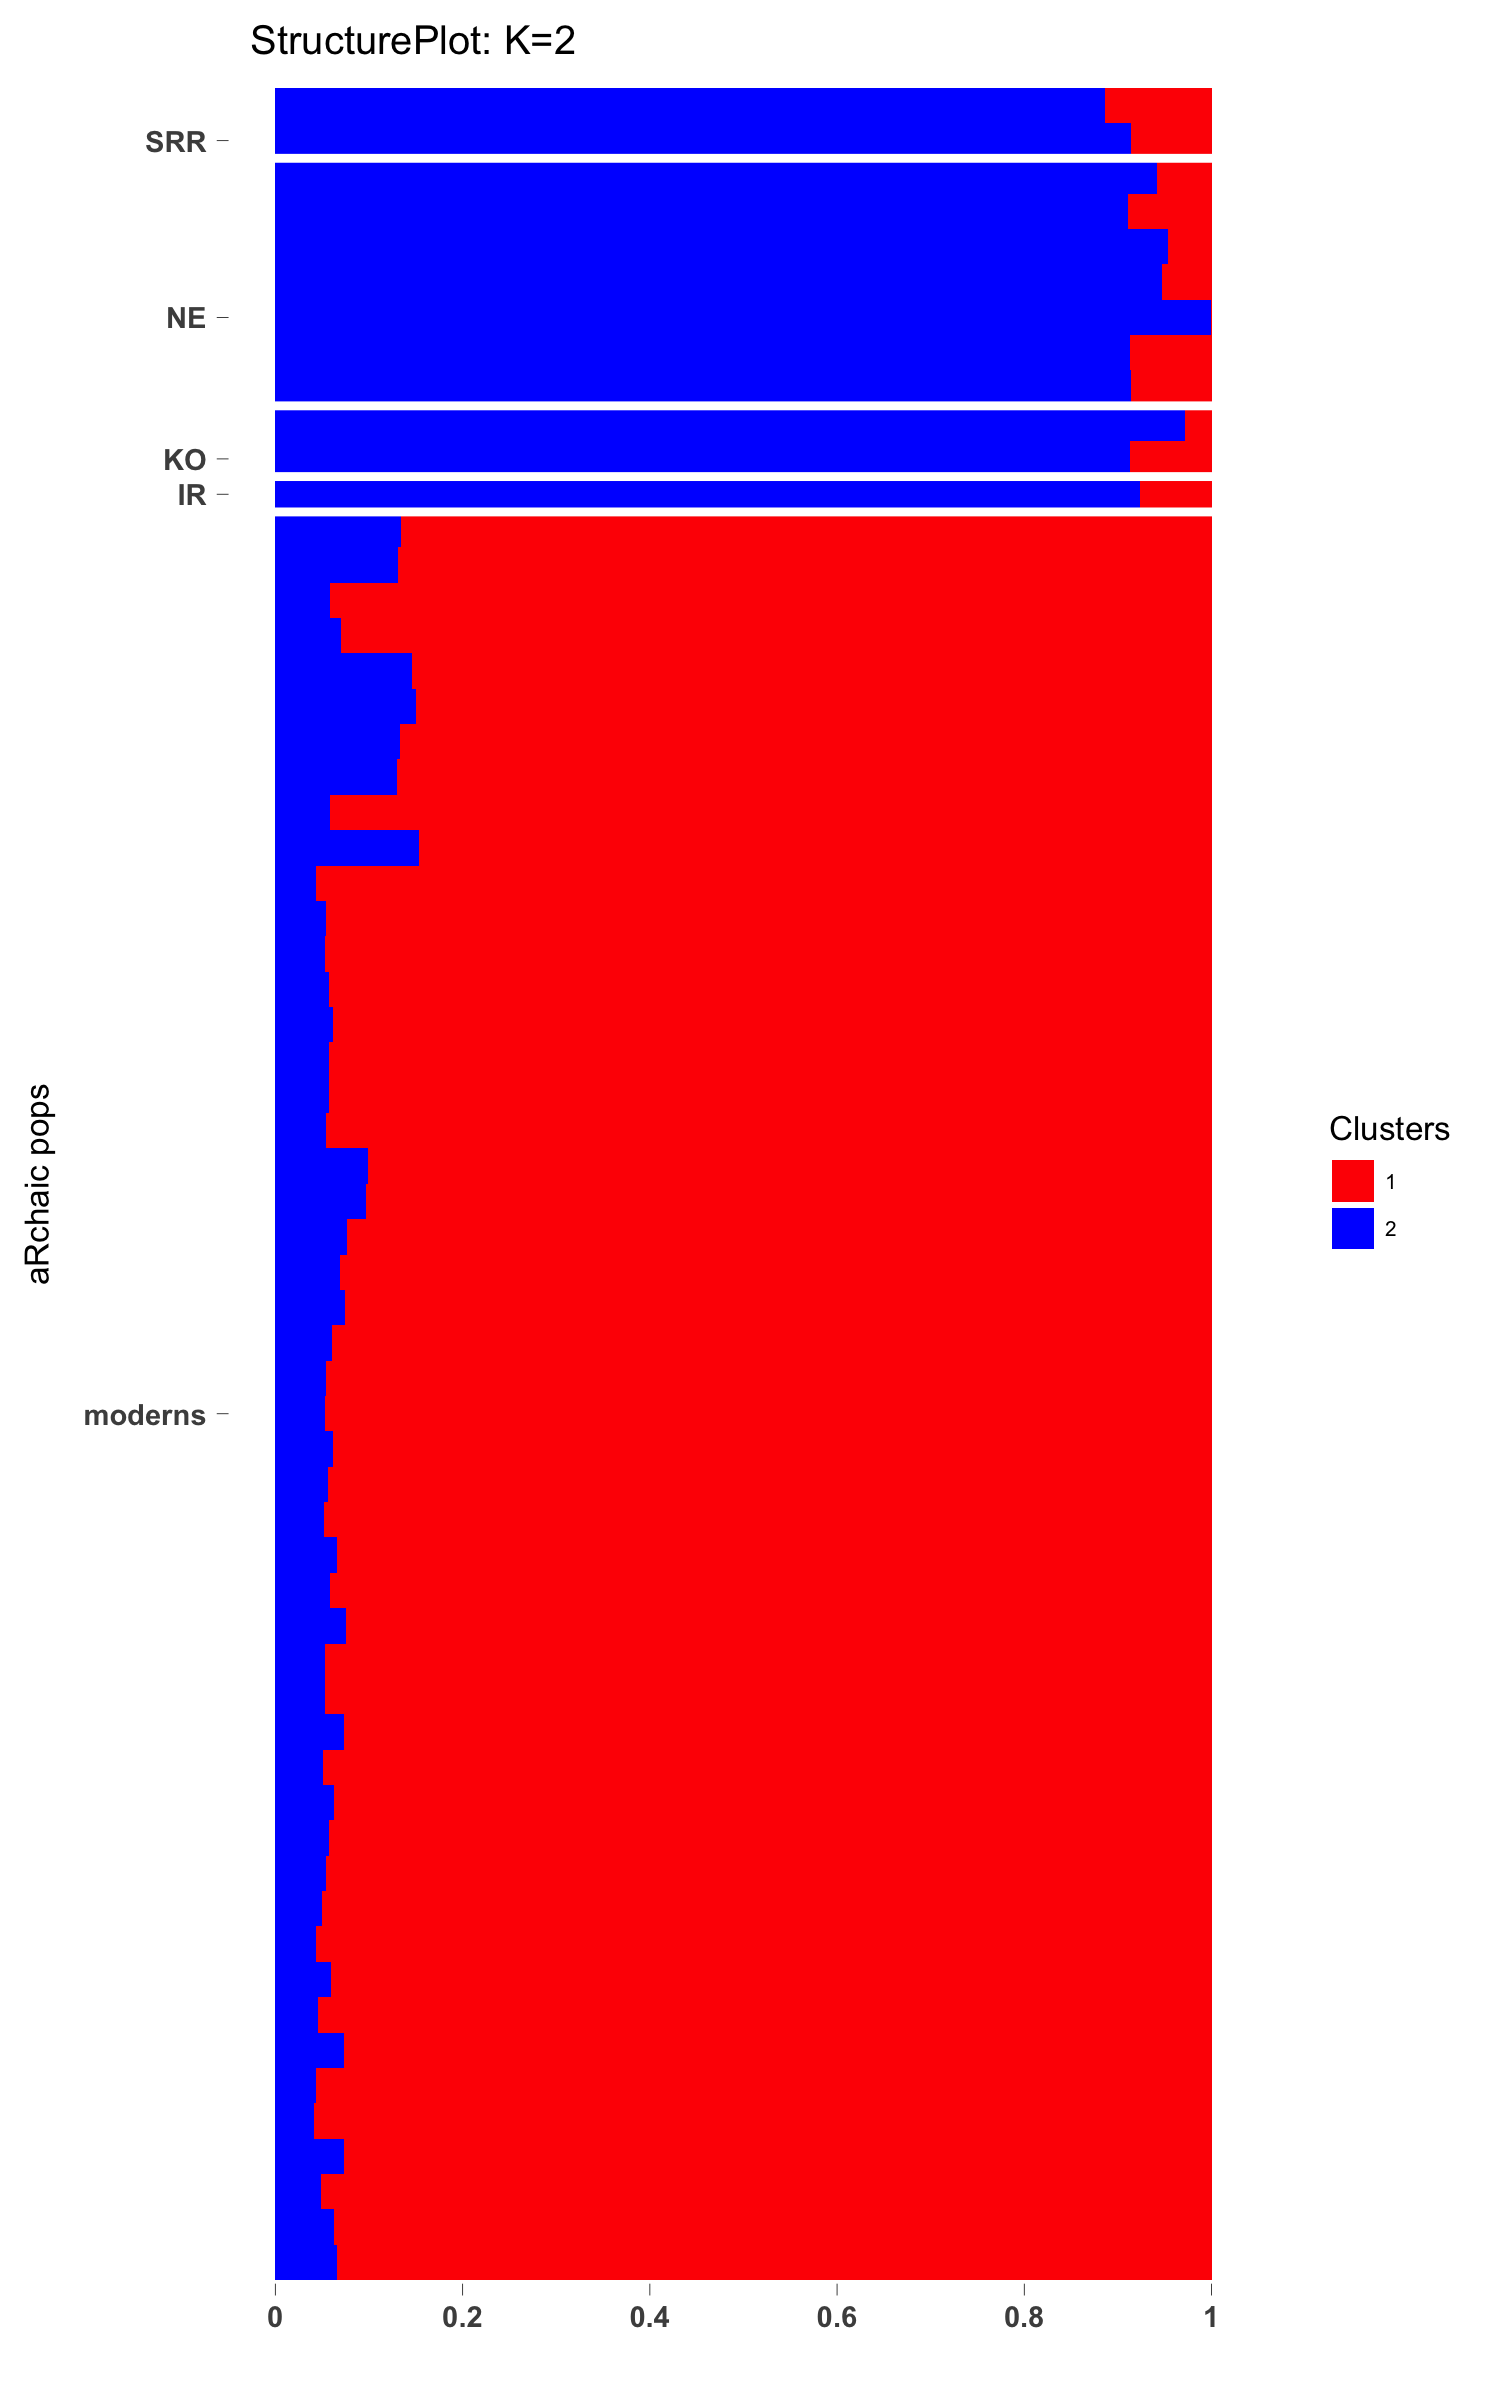 StructurePlot: K=2
SRR
NE
KO
IR
moderns
aRchaic pops
Clusters
1
2
0 0.2 0.4 0.6 0.8 1